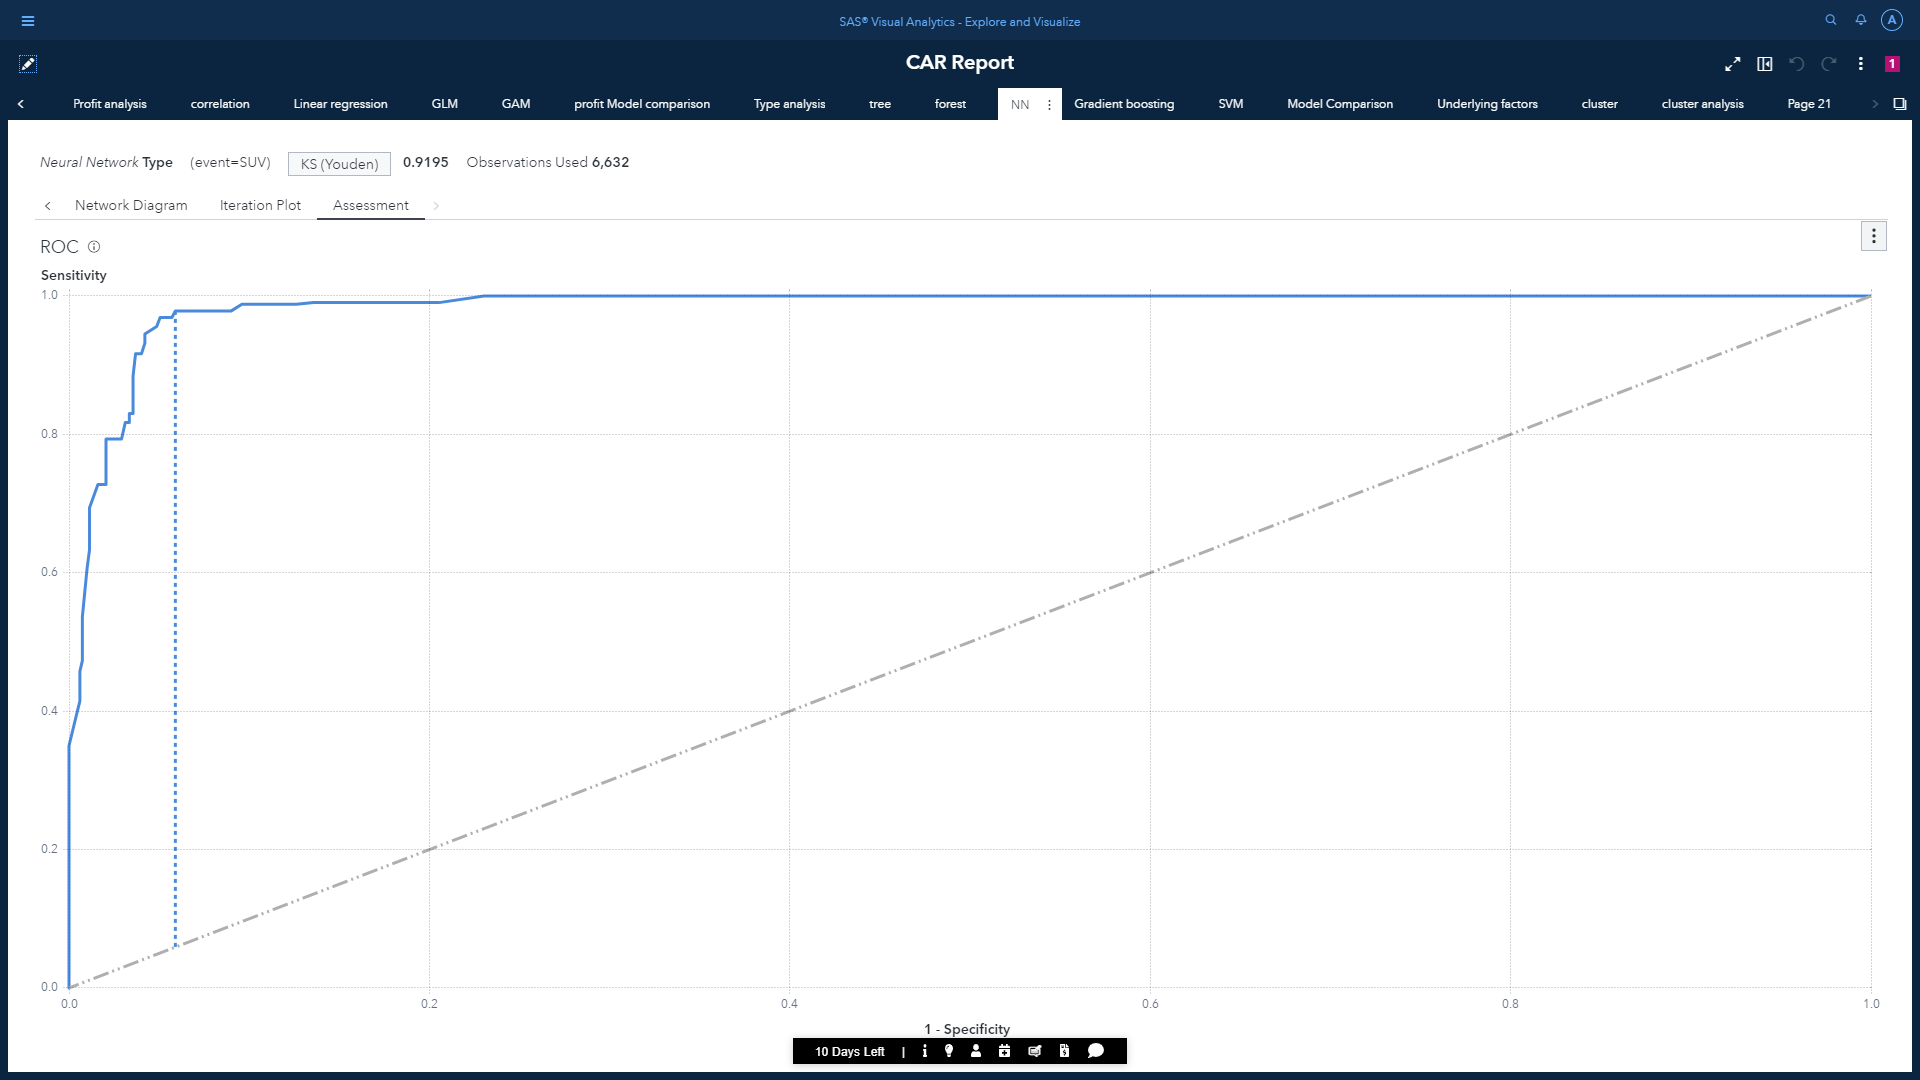 SAS® Visual Analytics - Explore and Visualize
A
CAR Report
1
Profit analysis correlation Linear regression GLM GAM profit Model comparison Type analysis tree forest NN Gradient boosting SVM Model Comparison Underlying factors cluster cluster analysis Page 21
Neural Network Type (event=SUV) KS (Youden) 0.9195 Observations Used 6,632
Network Diagram Iteration Plot Assessment
ROC
Sensitivity
1.0
0.8
0.6
0.4
0.2
0.0
0.0 0.2 0.4 0.6 0.8 1.0
1 - Specificity
10 Days Left |